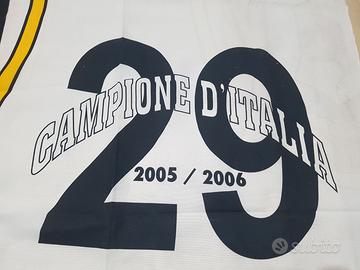 29
CAMPIONE D'ITALIA
2005 / 2006
subito